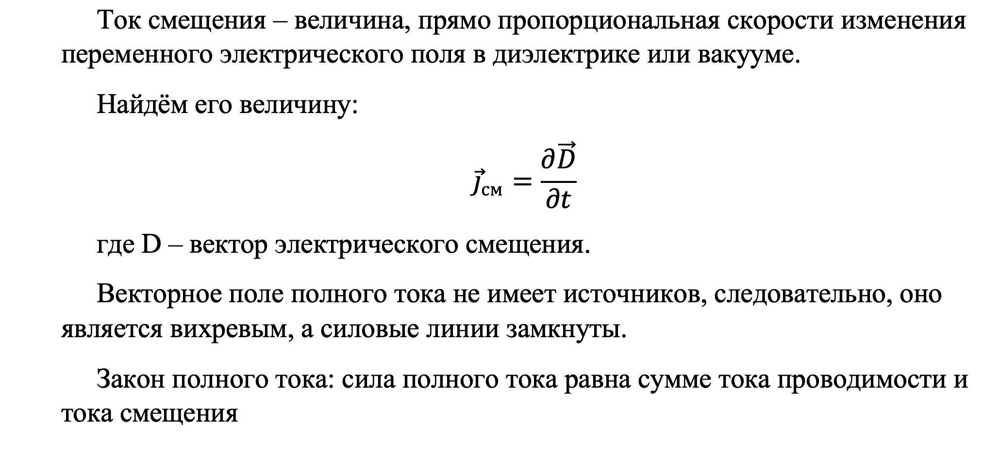 Ток смещения – величина, прямо пропорциональная скорости изменения
переменного электрического поля в диэлектрике или вакууме.
Найдём его величину:
$\vec{j}_{см} = \frac{\partial \vec{D}}{\partial t}$
где D – вектор электрического смещения.
Векторное поле полного тока не имеет источников, следовательно, оно
является вихревым, а силовые линии замкнуты.
Закон полного тока: сила полного тока равна сумме тока проводимости и
тока смещения